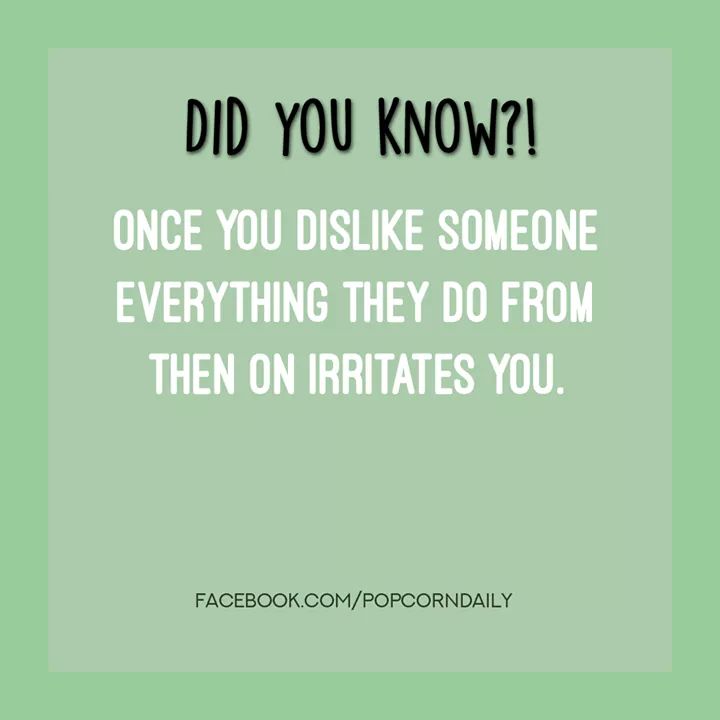 DID YOU KNOW?!
ONCE YOU DISLIKE SOMEONE
EVERYTHING THEY DO FROM
THEN ON IRRITATES YOU.
FACEBOOK.COM/POPCORNDAILY